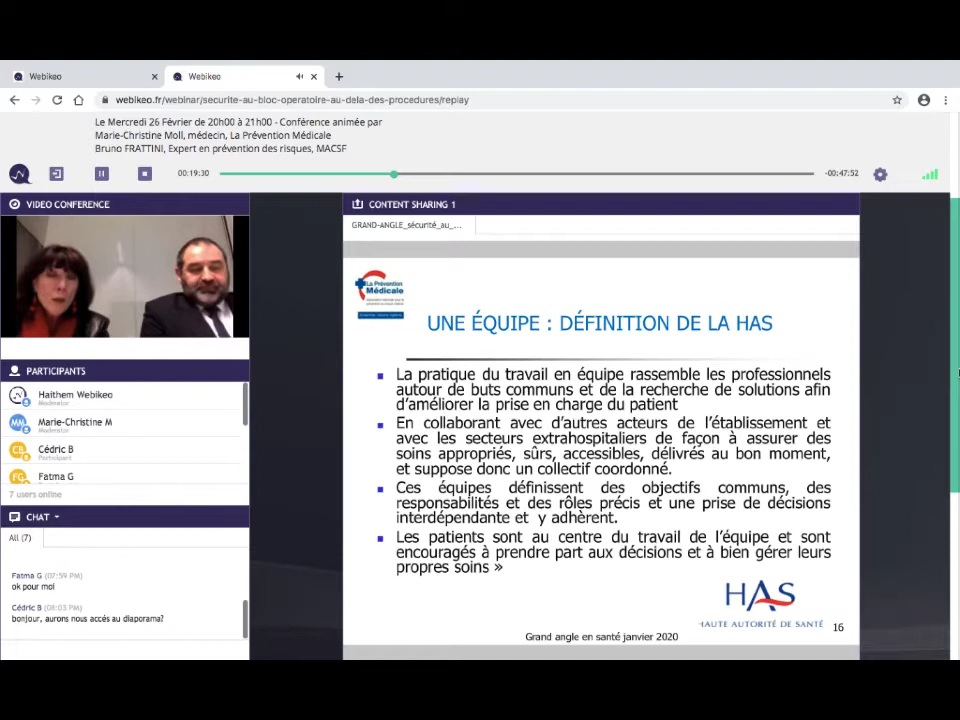 Webikeo
Webikeo
webikeo.fr/webinar/securite-au-bloc-operatoire-au-dela-des-procedures/replay
Le Mercredi 26 Février de 20h00 à 21h00 - Conférence animée par
Marie-Christine Moll, médecin, La Prévention Médicale
Bruno FRATTINI, Expert en prévention des risques, MACSF
00:19:30
-00:47:52
VIDEO CONFERENCE
PARTICIPANTS
Haithem Webikeo
Moderator
MM
Marie-Christine M
Moderator
CB
Cédric B
Participant
FG
Fatma G
7 users online
CHAT
All (7)
Fatma G (07:59 PM)
ok pour moi
Cédric B (08:03 PM)
bonjour, aurons nous accés au diaporama?
CONTENT SHARING 1
GRAND-ANGLE_sécurité_au_...
La Prévention
Médicale
UNE ÉQUIPE : DÉFINITION DE LA HAS
La pratique du travail en équipe rassemble les professionnels
autour de buts communs et de la recherche de solutions afin
d’améliorer la prise en charge du patient
En collaborant avec d’autres acteurs de l’établissement et
avec les secteurs extrahospitaliers de façon à assurer des
soins appropriés, sûrs, accessibles, délivrés au bon moment,
et suppose donc un collectif coordonné.
Ces équipes définissent des objectifs communs, des
responsabilités et des rôles précis et une prise de décisions
interdépendante et y adhèrent.
Les patients sont au centre du travail de l’équipe et sont
encouragés à prendre part aux décisions et à bien gérer leurs
propres soins »
HAS
HAUTE AUTORITÉ DE SANTÉ
16
Grand angle en santé janvier 2020